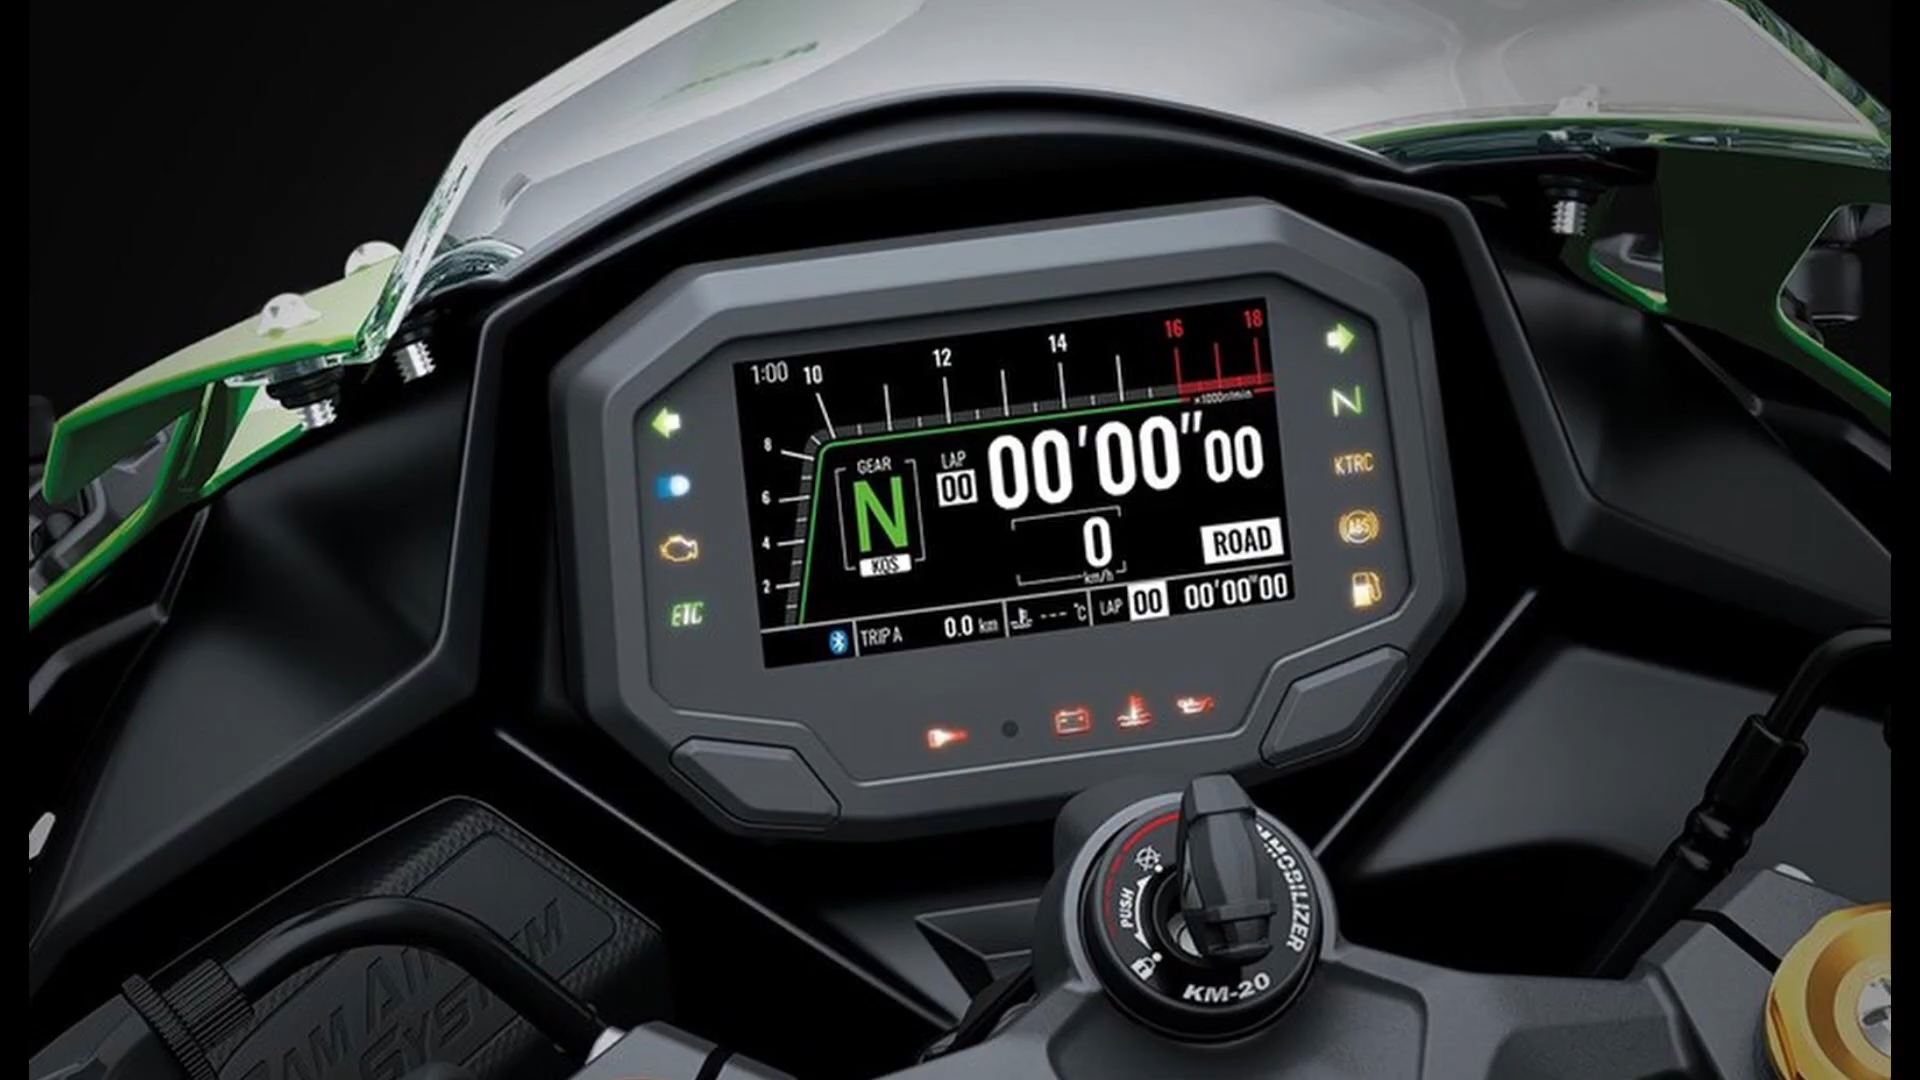 1:00
10
12
14
16
18
×1000r/min
8
6
4
2
GEAR
N
KQS
LAP
00
00'00"00
0
km/h
ROAD
TRIP A
0.0 km
--- °C
LAP 00 00'00"00
N
KTRC
ABS
ETC
IMMOBILIZER
PUSH
KM-20
RAM AIR SYSTEM